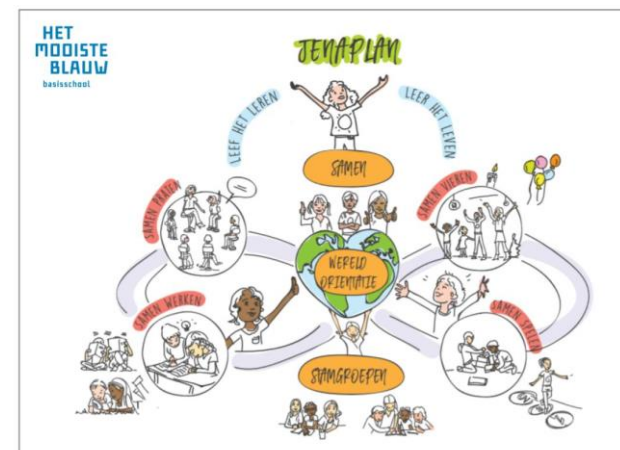 HET
MOOISTE
BLAUW
basisschool
JENAPLAN
LEEF HET LEREN
LEER HET LEVEN
SAMEN
SAMEN PRATEN
SAMEN VIEREN
WERELD
ORIENTATIE
SAMEN WERKEN
SAMEN SPELEN
STAMGROEPEN